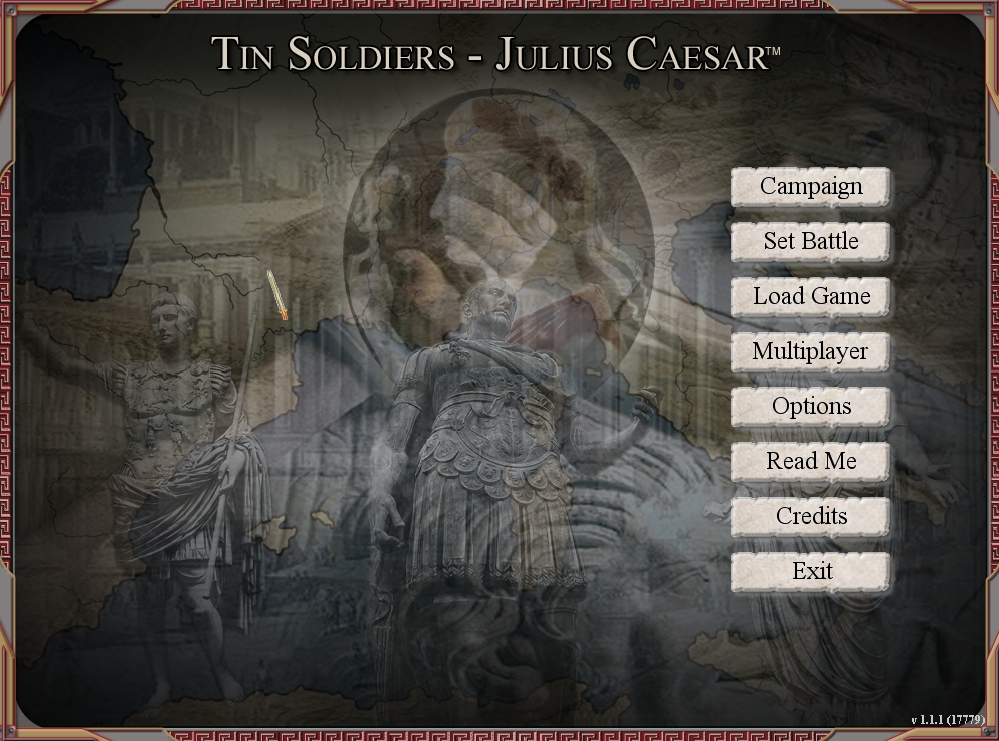 Tin Soldiers - Julius Caesar™
Campaign
Set Battle
Load Game
Multiplayer
Options
Read Me
Credits
Exit
v 1.1.1 (17779)